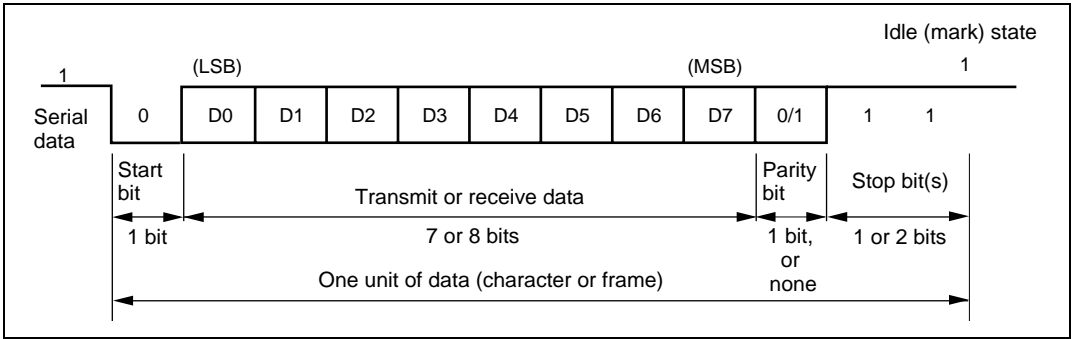 Idle (mark) state
1 (LSB) (MSB) 1
Serial data
0 D0 D1 D2 D3 D4 D5 D6 D7 0/1 1 1
Start bit
Transmit or receive data
Parity bit
Stop bit(s)
1 bit
7 or 8 bits
1 bit, or none
1 or 2 bits
One unit of data (character or frame)